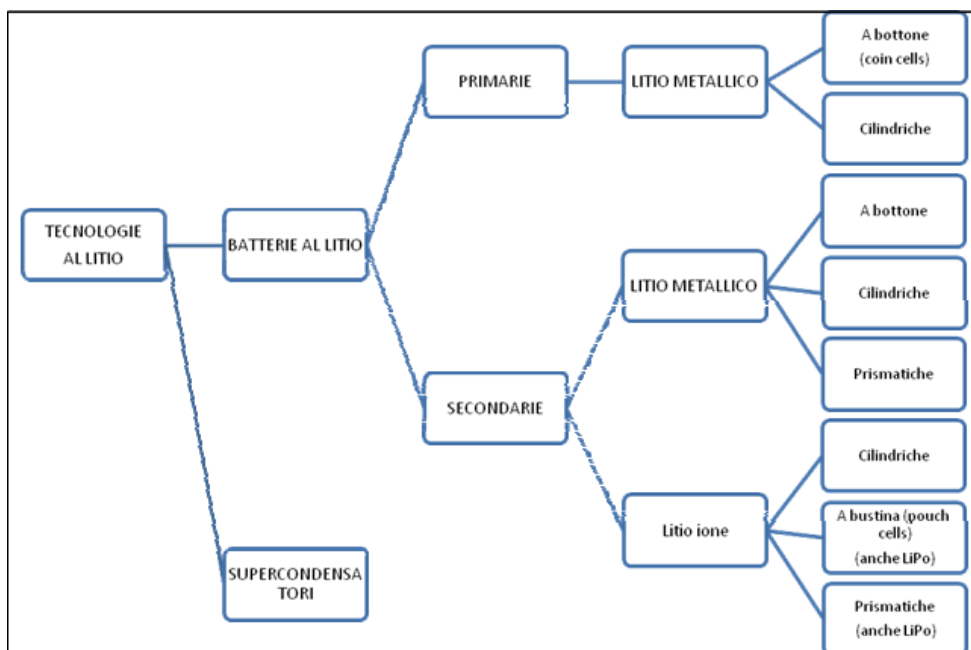 A bottone
(coin cells)
PRIMARIE
LITIO METALLICO
Cilindriche
A bottone
TECNOLOGIE
AL LITIO
BATTERIE AL LITIO
LITIO METALLICO
Cilindriche
Prismatiche
SECONDARIE
Cilindriche
Litio ione
A bustina (pouch
cells)
(anche LiPo)
SUPERCONDENSA
TORI
Prismatiche
(anche LiPo)